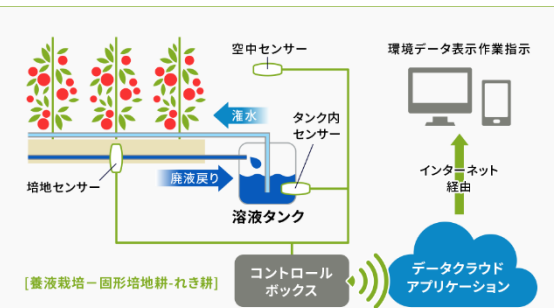 空中センサー
環境データ表示作業指示
潅水
タンク内
センサー
培地センサー
廃液戻り
溶液タンク
インターネット
経由
[養液栽培－固形培地耕-れき耕]
コントロール
ボックス
データクラウド
アプリケーション